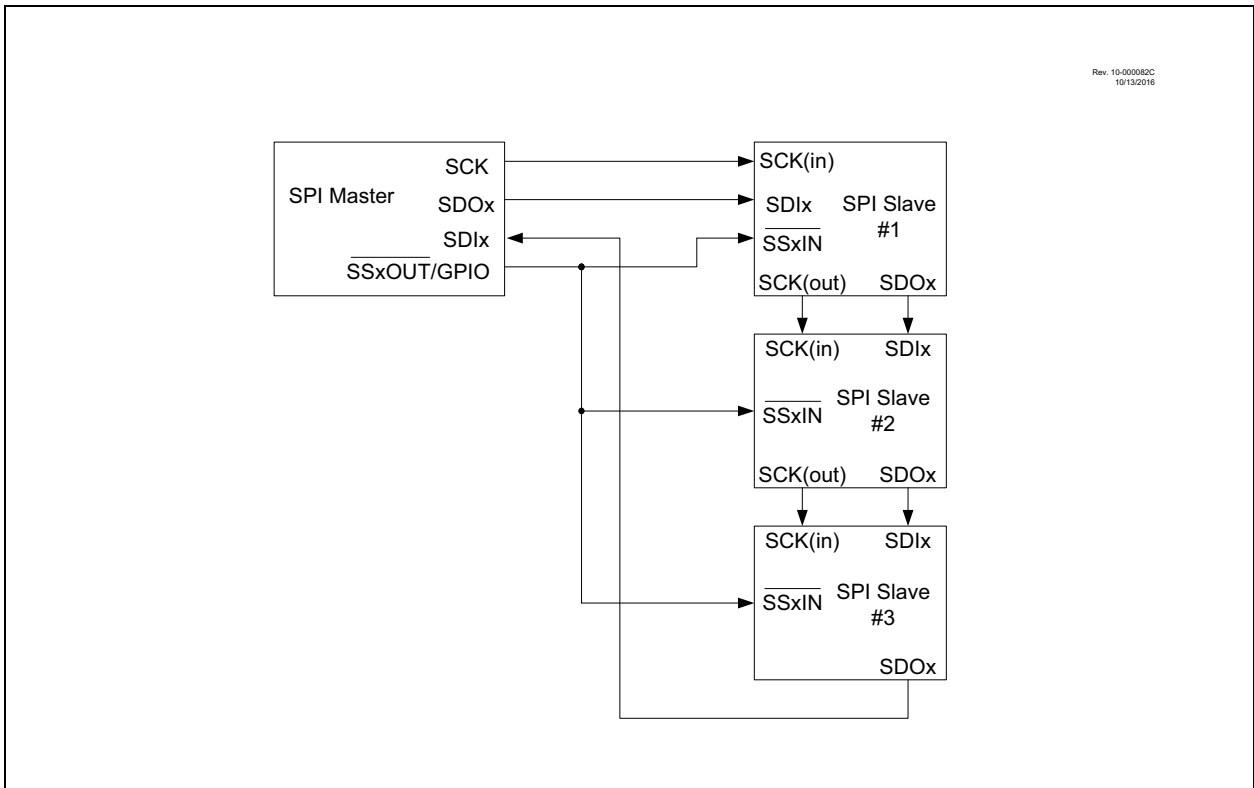 Rev. 10-000082C
10/13/2016
SPI Master
SCK
SDOx
SDIx
SSxOUT/GPIO
SCK(in)
SDIx
SPI Slave
#1
SSxIN
SCK(out) SDOx
SCK(in) SDIx
SPI Slave
#2
SSxIN
SCK(out) SDOx
SCK(in) SDIx
SPI Slave
#3
SSxIN
SDOx